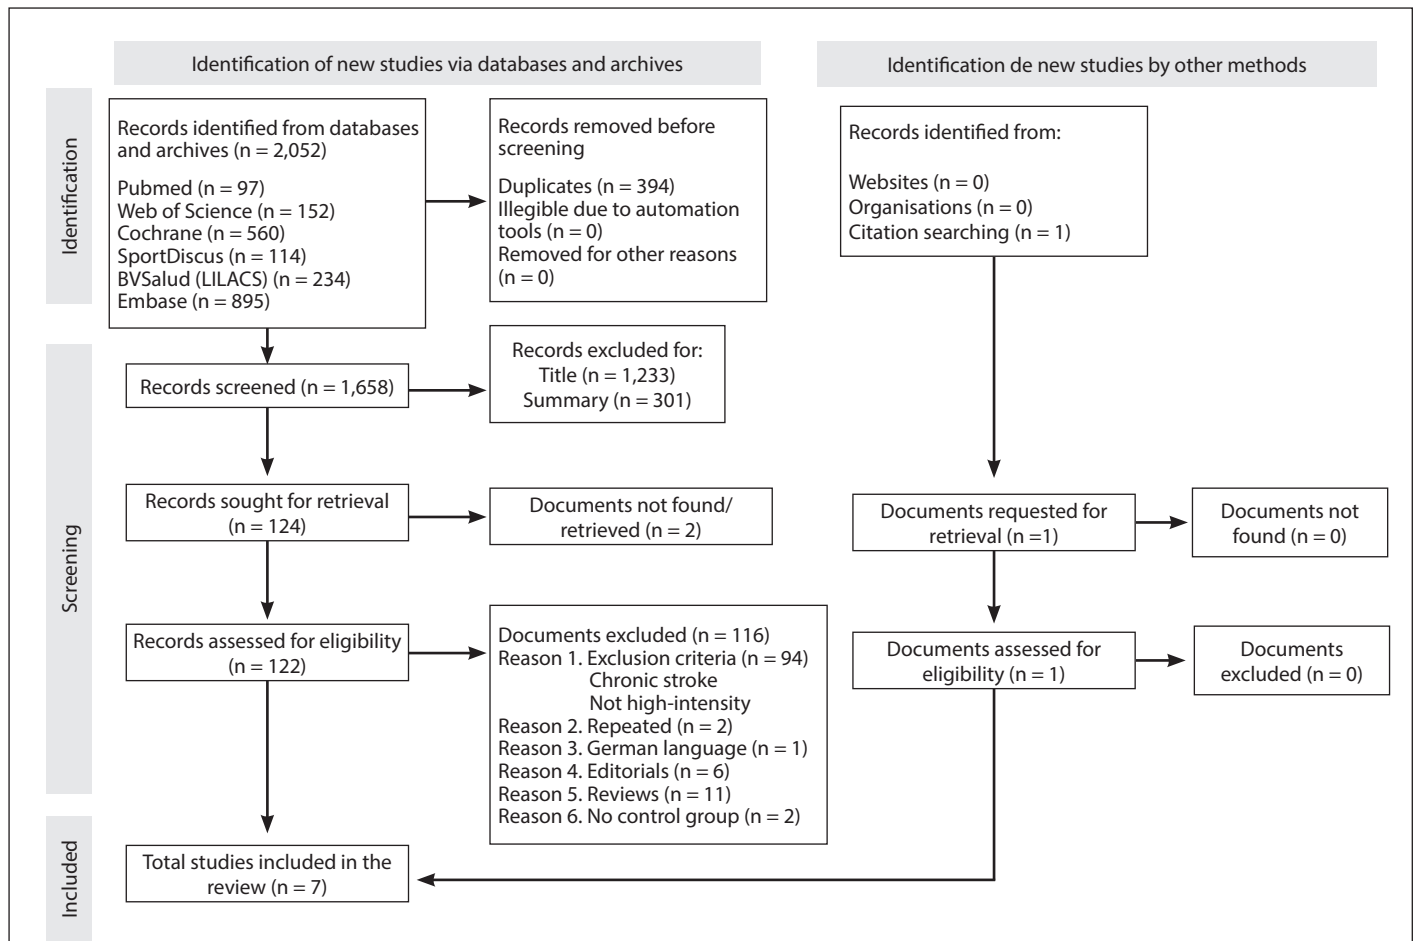 Identification of new studies via databases and archives
Identification de new studies by other methods
Identification
Records identified from databases
and archives (n = 2,052)
Pubmed (n = 97)
Web of Science (n = 152)
Cochrane (n = 560)
SportDiscus (n = 114)
BVSalud (LILACS) (n = 234)
Embase (n = 895)
Records removed before
screening
Duplicates (n = 394)
Illegible due to automation
tools (n = 0)
Removed for other reasons
(n = 0)
Records identified from:
Websites (n = 0)
Organisations (n = 0)
Citation searching (n = 1)
Screening
Records screened (n = 1,658)
Records excluded for:
Title (n = 1,233)
Summary (n = 301)
Records sought for retrieval
(n = 124)
Documents not found/
retrieved (n = 2)
Documents requested for
retrieval (n =1)
Documents not
found (n = 0)
Records assessed for eligibility
(n = 122)
Documents excluded (n = 116)
Reason 1. Exclusion criteria (n = 94)
Chronic stroke
Not high-intensity
Reason 2. Repeated (n = 2)
Reason 3. German language (n = 1)
Reason 4. Editorials (n = 6)
Reason 5. Reviews (n = 11)
Reason 6. No control group (n = 2)
Documents assessed for
eligibility (n = 1)
Documents
excluded (n = 0)
Included
Total studies included in the
review (n = 7)